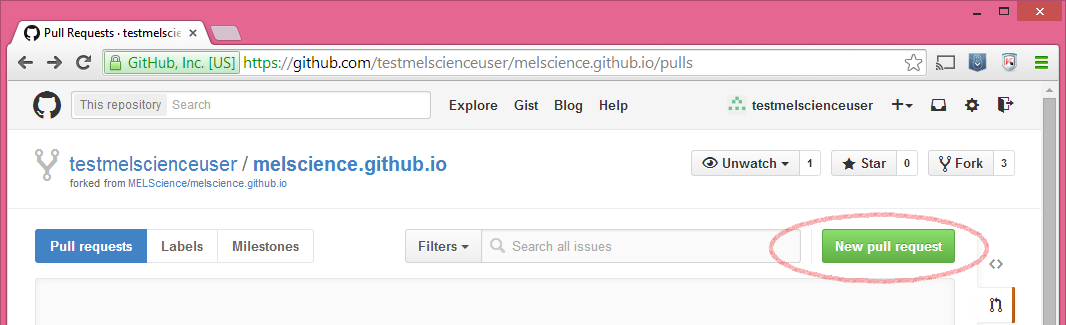 Pull Requests · testmelscie
GitHub, Inc. [US] https://github.com/testmelscienceuser/melscience.github.io/pulls
This repository Search Explore Gist Blog Help testmelscienceuser
testmelscienceuser / melscience.github.io Unwatch 1 Star 0 Fork 3
forked from MELScience/melscience.github.io
Pull requests Labels Milestones Filters Search all issues New pull request